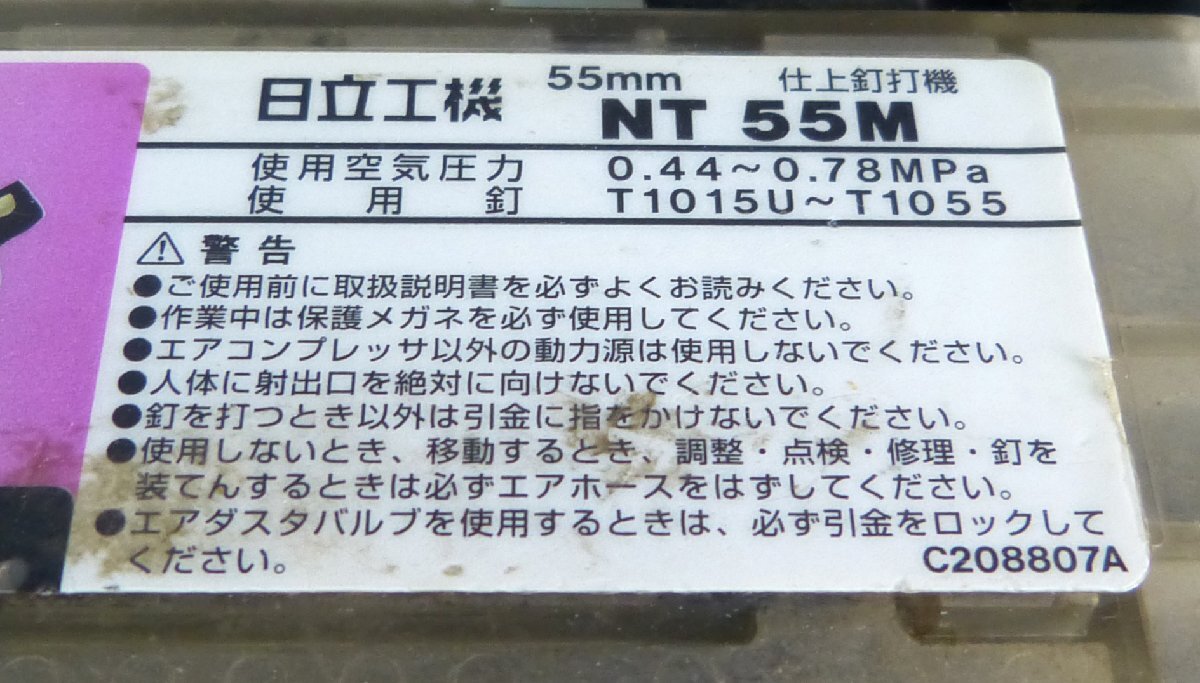 日立工機 55mm 仕上釘打機
NT 55M
使用空気圧力 0.44～0.78MPa
使用釘 T1015U～T1055
⚠ 警告
●ご使用前に取扱説明書を必ずよくお読みください。
●作業中は保護メガネを必ず使用してください。
●エアコンプレッサ以外の動力源は使用しないでください。
●人体に射出口を絶対に向けないでください。
●釘を打つとき以外は引金に指をかけないでください。
●使用しないとき、移動するとき、調整・点検・修理・釘を
装てんするときは必ずエアホースをはずしてください。
●エアダスタバルブを使用するときは、必ず引金をロックして
ください。
C208807A